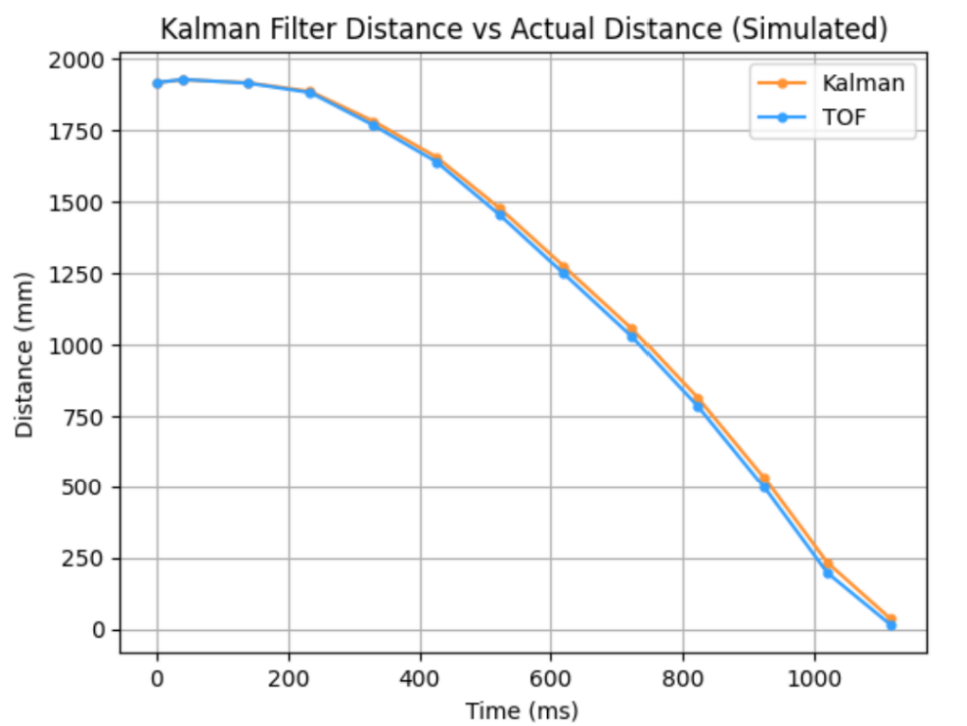 Kalman Filter Distance vs Actual Distance (Simulated)
Kalman
TOF
2000
1750
1500
1250
1000
750
500
250
0
Distance (mm)
0 200 400 600 800 1000
Time (ms)